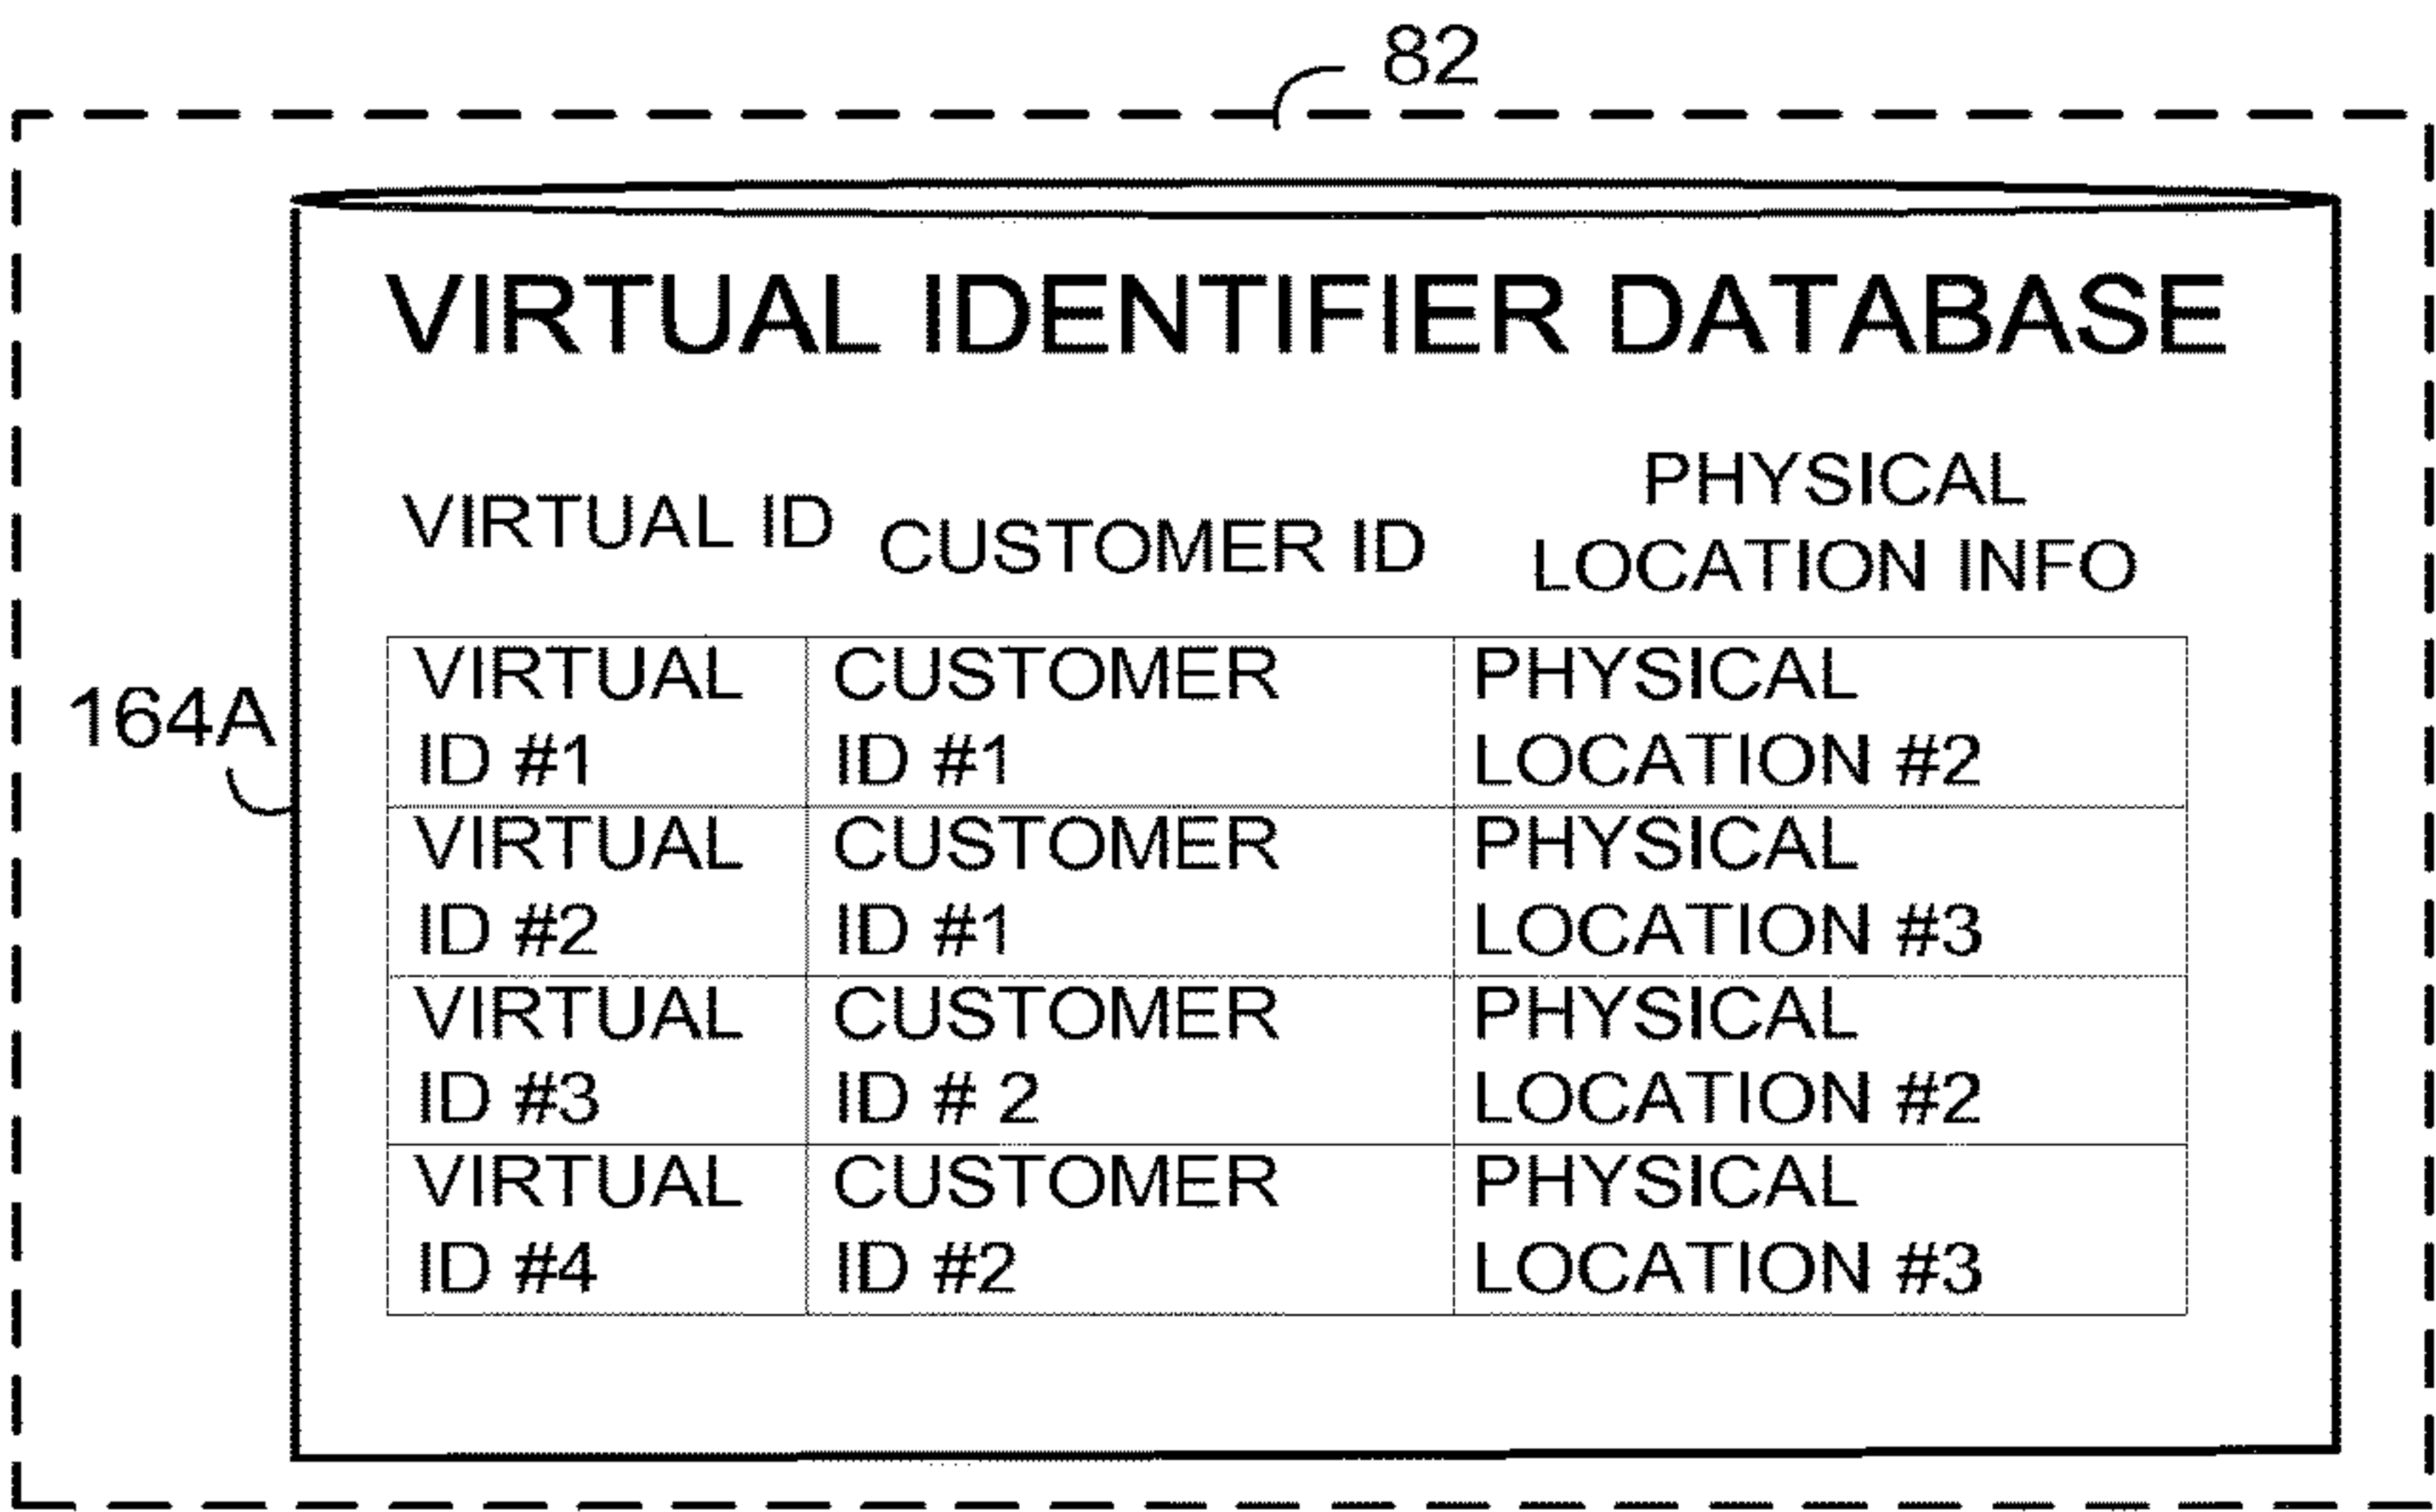 82
VIRTUAL IDENTIFIER DATABASE
VIRTUAL ID
CUSTOMER ID
PHYSICAL
LOCATION INFO
164A
VIRTUAL
ID #1
CUSTOMER
ID #1
PHYSICAL
LOCATION #2
VIRTUAL
ID #2
CUSTOMER
ID #1
PHYSICAL
LOCATION #3
VIRTUAL
ID #3
CUSTOMER
ID # 2
PHYSICAL
LOCATION #2
VIRTUAL
ID #4
CUSTOMER
ID #2
PHYSICAL
LOCATION #3